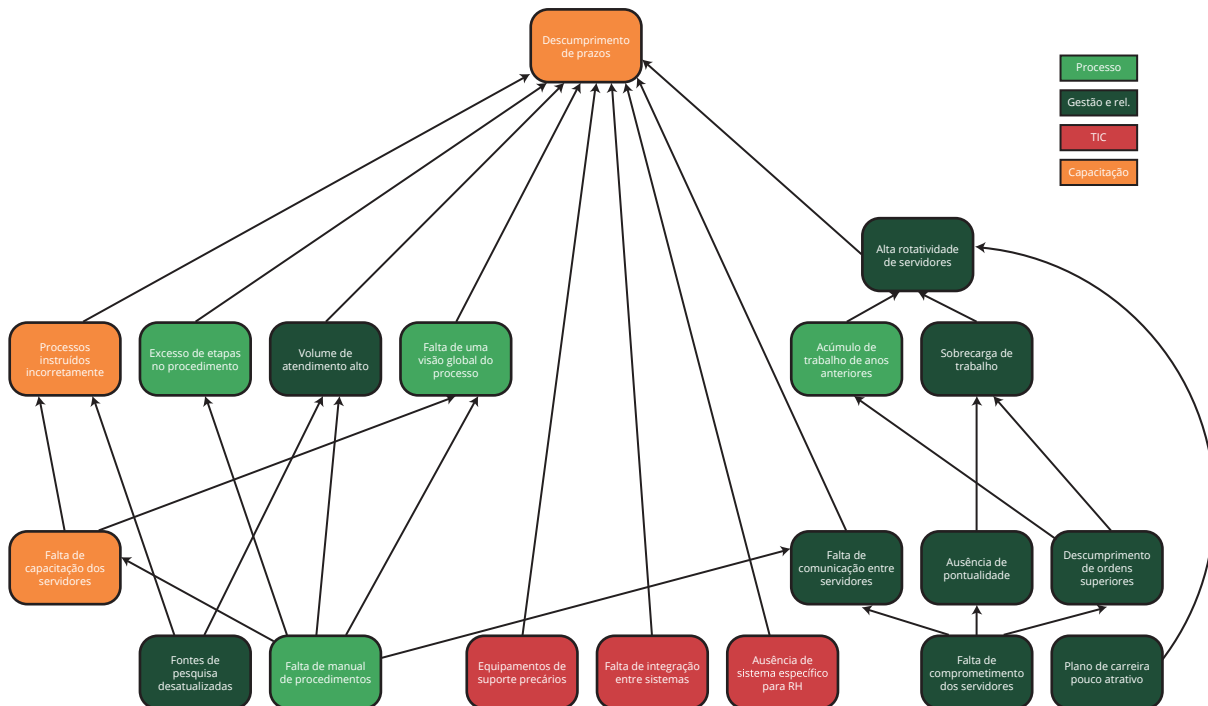 Descumprimento
de prazos
Processo
Gestão e rel.
TIC
Capacitação
Alta rotatividade
de servidores
Processos
instruídos
incorretamente
Excesso de etapas
no procedimento
Volume de
atendimento alto
Falta de uma
visão global do
processo
Acúmulo de
trabalho de anos
anteriores
Sobrecarga de
trabalho
Falta de
capacitação dos
servidores
Falta de
comunicação entre
servidores
Ausência de
pontualidade
Descumprimento
de ordens
superiores
Fontes de
pesquisa
desatualizadas
Falta de manual
de procedimentos
Equipamentos de
suporte precários
Falta de integração
entre sistemas
Ausência de
sistema específico
para RH
Falta de
comprometimento
dos servidores
Plano de carreira
pouco atrativo